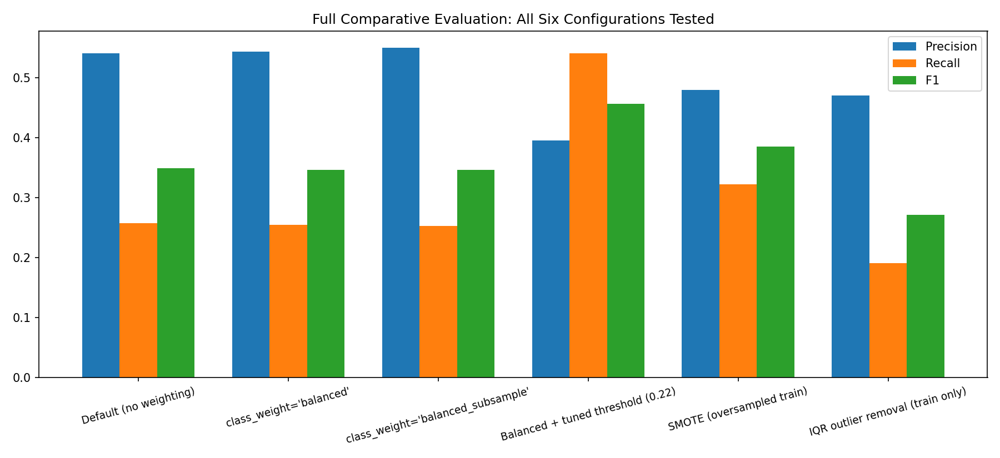 Full Comparative Evaluation: All Six Configurations Tested
Precision
Recall
F1
0.5
0.4
0.3
0.2
0.1
0.0
Default (no weighting)
class_weight='balanced'
class_weight='balanced_subsample'
Balanced + tuned threshold (0.22)
SMOTE (oversampled train)
IQR outlier removal (train only)